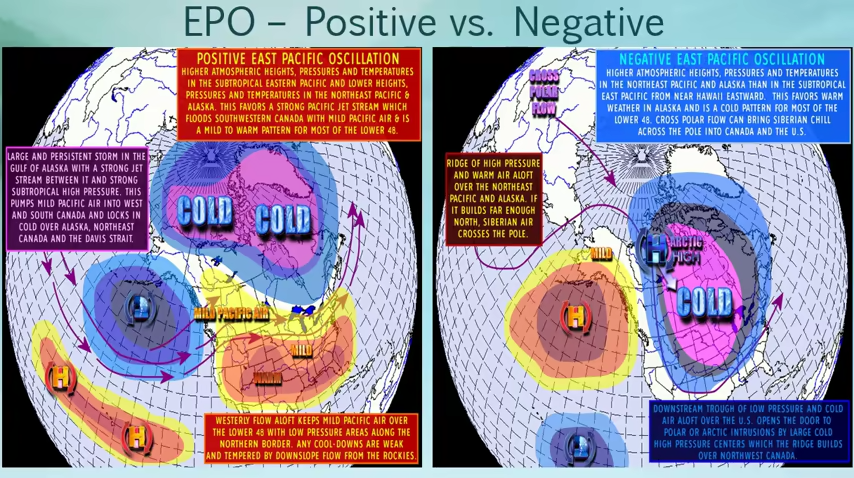 EPO – Positive vs. Negative
POSITIVE EAST PACIFIC OSCILLATION
HIGHER ATMOSPHERIC HEIGHTS, PRESSURES AND TEMPERATURES
IN THE SUBTROPICAL EASTERN PACIFIC AND LOWER HEIGHTS,
PRESSURES AND TEMPERATURES IN THE NORTHEAST PACIFIC &
ALASKA. THIS FAVORS A STRONG PACIFIC JET STREAM WHICH
FLOODS SOUTHWESTERN CANADA WITH MILD PACIFIC AIR & IS
A MILD TO WARM PATTERN FOR MOST OF THE LOWER 48.
LARGE AND PERSISTENT STORM IN THE
GULF OF ALASKA WITH A STRONG JET
STREAM BETWEEN IT AND STRONG
SUBTROPICAL HIGH PRESSURE. THIS
PUMPS MILD PACIFIC AIR INTO WEST
AND SOUTH CANADA AND LOCKS IN
COLD OVER ALASKA, NORTHEAST
CANADA AND THE DAVIS STRAIT.
COLD
COLD
(L)
MILD PACIFIC AIR
MILD
WARM
(H)
(H)
WESTERLY FLOW ALOFT KEEPS MILD PACIFIC AIR OVER
THE LOWER 48 WITH LOW PRESSURE AREAS ALONG THE
NORTHERN BORDER. ANY COOL-DOWNS ARE WEAK
AND TEMPERED BY DOWNSLOPE FLOW FROM THE ROCKIES.
NEGATIVE EAST PACIFIC OSCILLATION
HIGHER ATMOSPHERIC HEIGHTS, PRESSURES AND TEMPERATURES
IN THE NORTHEAST PACIFIC AND ALASKA THAN IN THE SUBTROPICAL
EAST PACIFIC FROM NEAR HAWAII EASTWARD. THIS FAVORS WARM
WEATHER IN ALASKA AND IS A COLD PATTERN FOR MOST OF THE
LOWER 48. CROSS POLAR FLOW CAN BRING SIBERIAN CHILL
ACROSS THE POLE INTO CANADA AND THE U.S.
CROSS
POLAR
FLOW
RIDGE OF HIGH PRESSURE
AND WARM AIR ALOFT
OVER THE NORTHEAST
PACIFIC AND ALASKA. IF
IT BUILDS FAR ENOUGH
NORTH, SIBERIAN AIR
CROSSES THE POLE.
MILD
(H)
ARCTIC
HIGH
COLD
(H)
(L)
DOWNSTREAM TROUGH OF LOW PRESSURE AND COLD
AIR ALOFT OVER THE U.S. OPENS THE DOOR TO
POLAR OR ARCTIC INTRUSIONS BY LARGE COLD
HIGH PRESSURE CENTERS WHICH THE RIDGE BUILDS
OVER NORTHWEST CANADA.